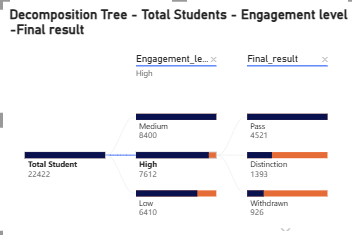 Decomposition Tree - Total Students - Engagement level
-Final result
Engagement_le... × Final_result ×
High
Medium
8400
Pass
4521
Total Student
22422
High
7612
Distinction
1393
Low
6410
Withdrawn
926